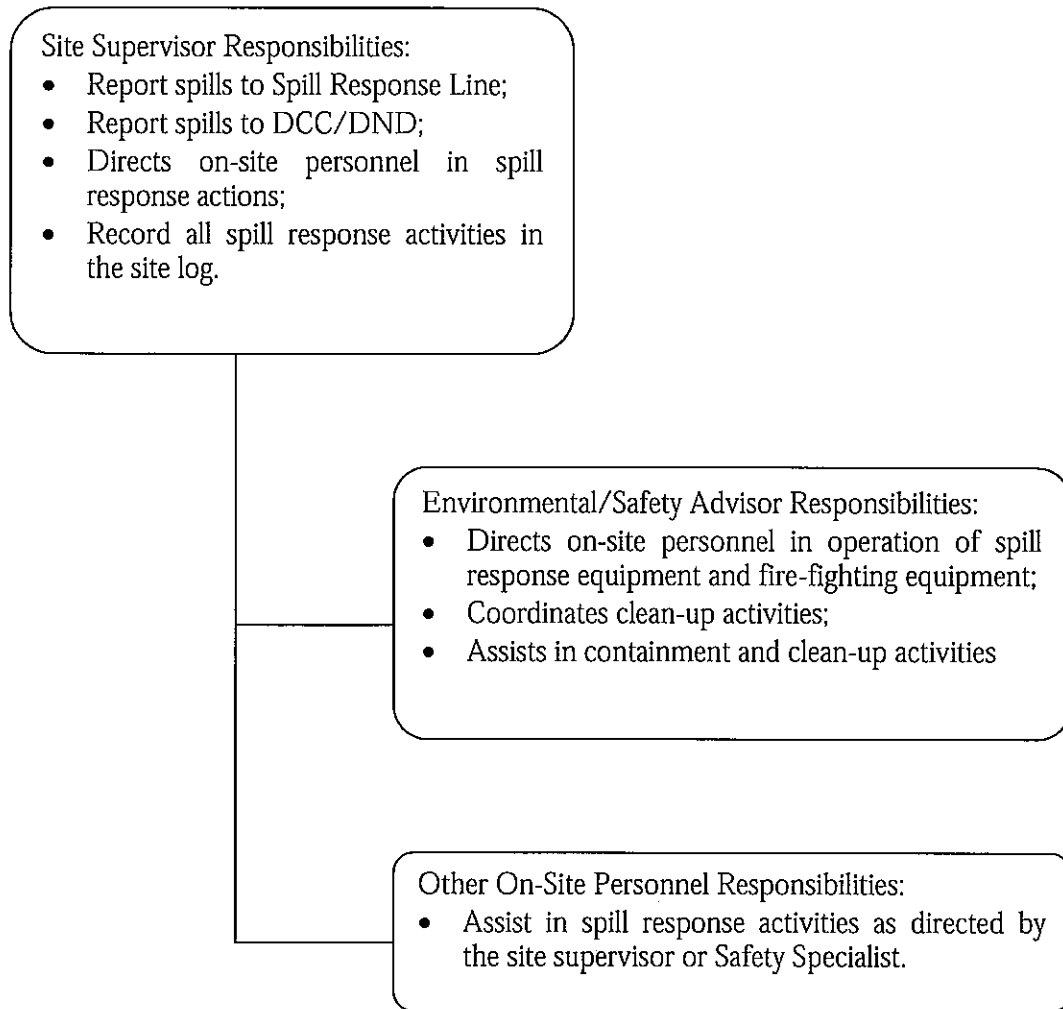 Site Supervisor Responsibilities:
• Report spills to Spill Response Line;
• Report spills to DCC/DND;
• Directs on-site personnel in spill
response actions;
• Record all spill response activities in
the site log.
Environmental/Safety Advisor Responsibilities:
• Directs on-site personnel in operation of spill
response equipment and fire-fighting equipment;
• Coordinates clean-up activities;
• Assists in containment and clean-up activities
Other On-Site Personnel Responsibilities:
• Assist in spill response activities as directed by
the site supervisor or Safety Specialist.